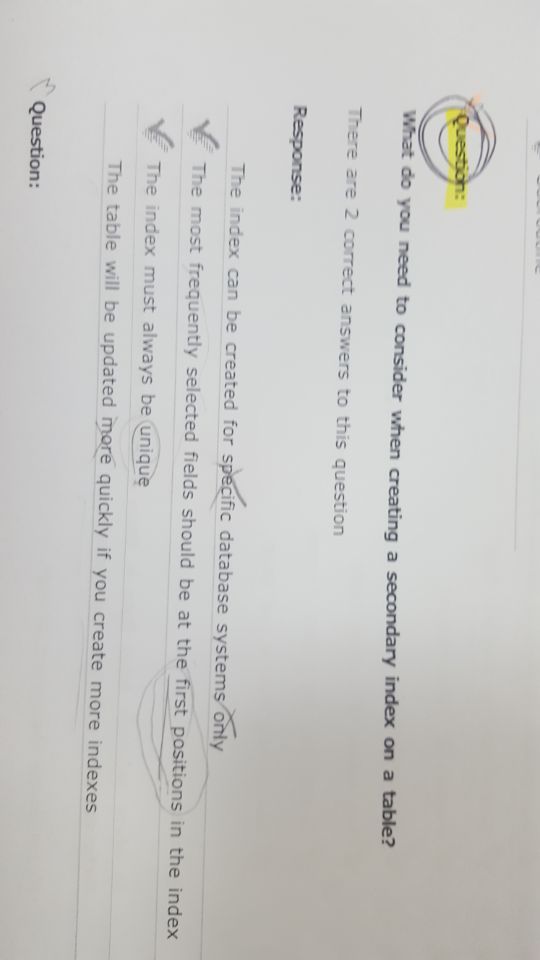 Question:
What do you need to consider when creating a secondary index on a table?
There are 2 correct answers to this question
Response:
The index can be created for specific database systems only
The most frequently selected fields should be at the first positions in the index
The index must always be unique
The table will be updated more quickly if you create more indexes
Question: